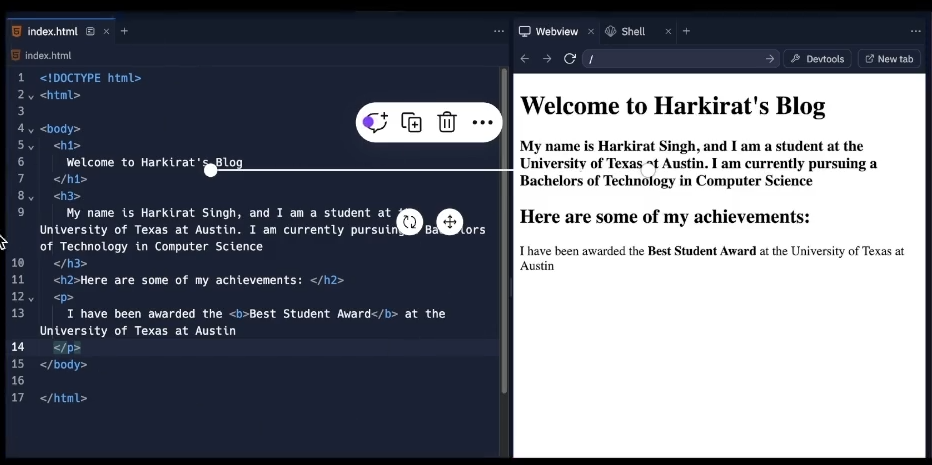 index.html
index.html
1 <!DOCTYPE html>
2 <html>
3
4 <body>
5 <h1>
6 Welcome to Harkirat's Blog
7 </h1>
8 <h3>
9 My name is Harkirat Singh, and I am a student at
University of Texas at Austin. I am currently pursuing
of Technology in Computer Science
10 </h3>
11 <h2>Here are some of my achievements: </h2>
12 <p>
13 I have been awarded the <b>Best Student Award</b> at the
University of Texas at Austin
14 </p>
15 </body>
16
17 </html>
Webview
Shell
/
Devtools
New tab
Welcome to Harkirat's Blog
My name is Harkirat Singh, and I am a student at the
University of Texas at Austin. I am currently pursuing a
Bachelors of Technology in Computer Science
Here are some of my achievements:
I have been awarded the Best Student Award at the University of Texas at
Austin